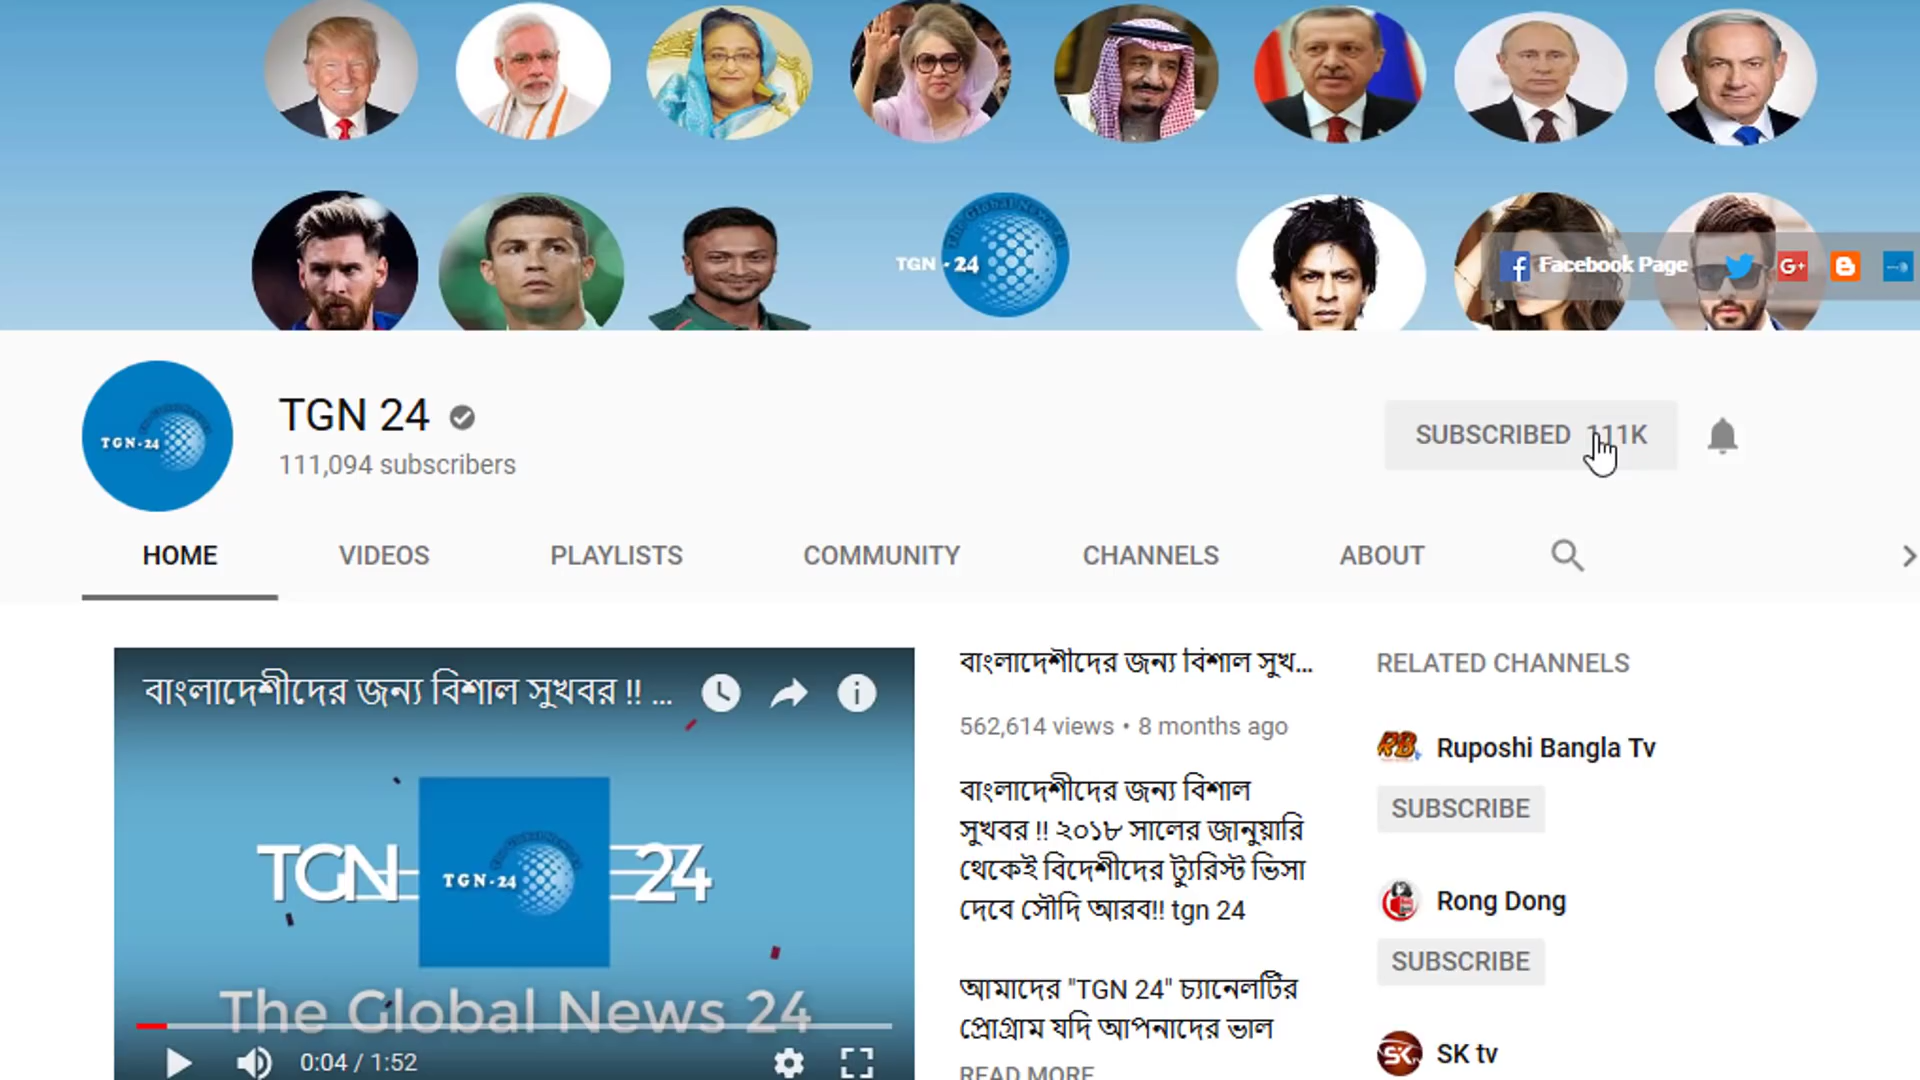 The Global News
TGN - 24
Facebook Page
TGN-24
TGN 24
111,094 subscribers
SUBSCRIBED 111K
HOME
VIDEOS
PLAYLISTS
COMMUNITY
CHANNELS
ABOUT
বাংলাদেশীদের জন্য বিশাল সুখবর !! ...
TGN
TGN-24
24
The Global News 24
0:04 / 1:52
বাংলাদেশীদের জন্য বিশাল সুখ...
562,614 views • 8 months ago
বাংলাদেশীদের জন্য বিশাল
সুখবর !! ২০১৮ সালের জানুয়ারি
থেকেই বিদেশীদের ট্যুরিস্ট ভিসা
দেবে সৌদি আরব!! tgn 24
আমাদের "TGN 24" চ্যানেলটির
প্রোগ্রাম যদি আপনাদের ভাল
READ MORE
RELATED CHANNELS
Ruposhi Bangla Tv
SUBSCRIBE
Rong Dong
SUBSCRIBE
SK tv